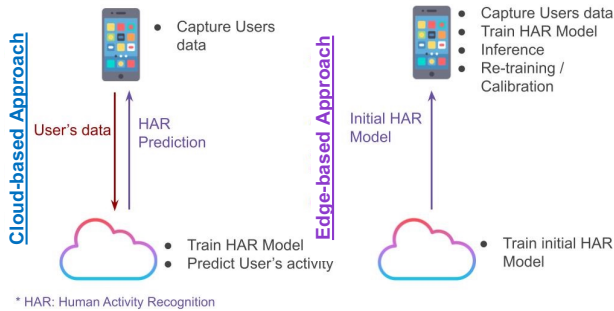 Cloud-based Approach
● Capture Users
data
User's data
HAR
Prediction
● Train HAR Model
● Predict User's activity
* HAR: Human Activity Recognition
Edge-based Approach
● Capture Users data
● Train HAR Model
● Inference
● Re-training /
Calibration
Initial HAR
Model
● Train initial HAR
Model